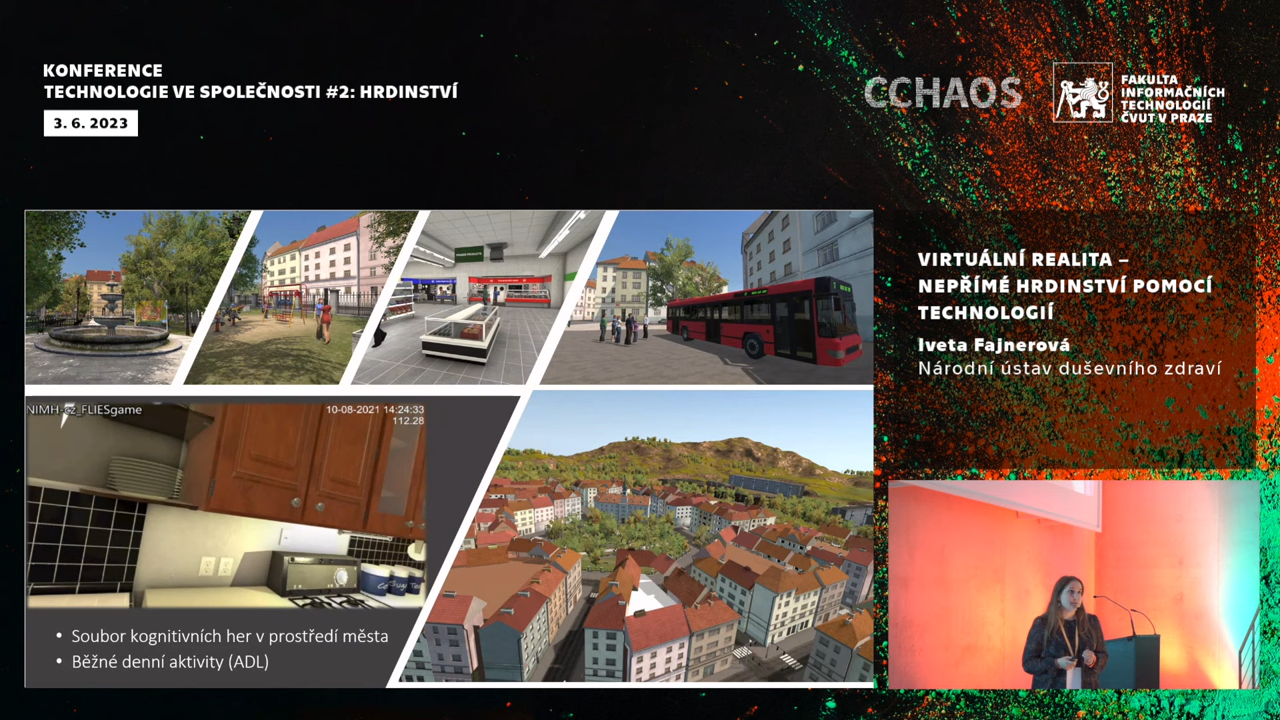 KONFERENCE
TECHNOLOGIE VE SPOLEČNOSTI #2: HRDINSTVÍ
3. 6. 2023
CCHAOS
FAKULTA
INFORMAČNÍCH
TECHNOLOGIÍ
ČVUT V PRAZE
NIMH-cz_FLIESgame
10-08-2021 14:24:33
112.28
• Soubor kognitivních her v prostředí města
• Běžné denní aktivity (ADL)
VIRTUÁLNÍ REALITA –
NEPŘÍMÉ HRDINSTVÍ POMOCÍ
TECHNOLOGIÍ
Iveta Fajnerová
Národní ústav duševního zdraví